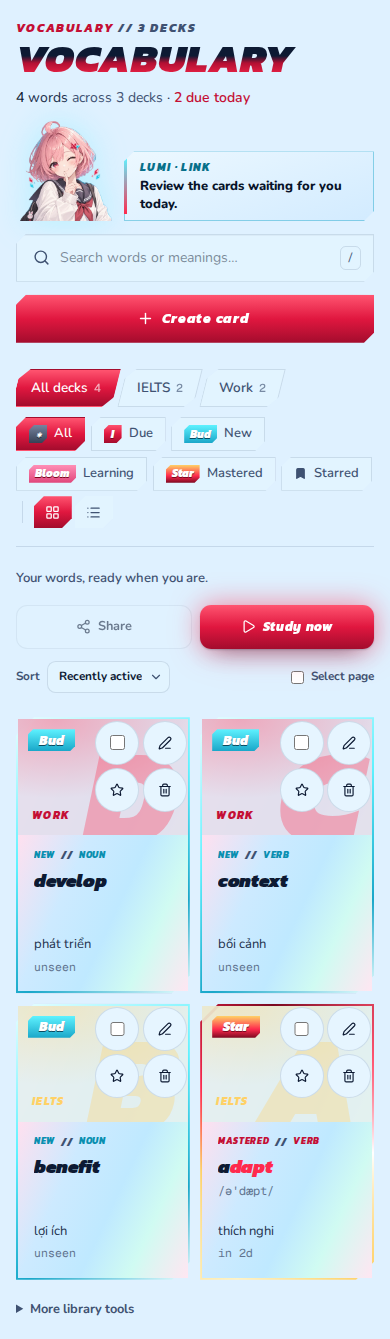 VOCABULARY // 3 DECKS
VOCABULARY
4 words across 3 decks · 2 due today
LUMI · LINK
Review the cards waiting for you
today.
Search words or meanings...
/
Create card
All decks 4
IELTS 2
Work 2
All
! Due
Bud New
Bloom Learning
Star Mastered
Starred
Your words, ready when you are.
Share
Study now
Sort
Recently active
Select page
Bud
WORK
NEW // NOUN
develop
phát triển
unseen
Bud
WORK
NEW // VERB
context
bối cảnh
unseen
Bud
B
IELTS
NEW // NOUN
benefit
lợi ích
unseen
Star
A
IELTS
MASTERED // VERB
adapt
/ə'dæpt/
thích nghi
in 2d
More library tools